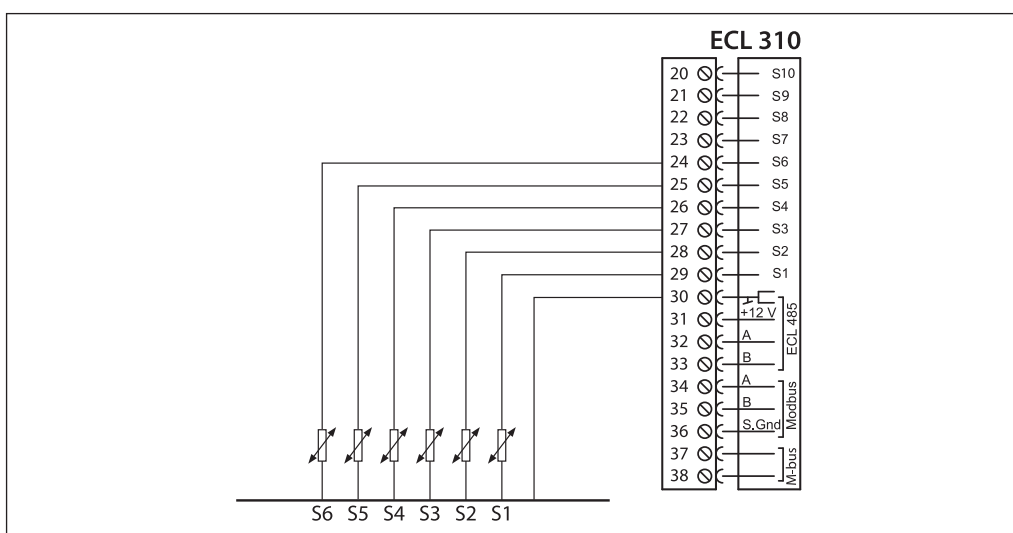 ECL 310
20 S10
21 S9
22 S8
23 S7
24 S6
25 S5
26 S4
27 S3
28 S2
29 S1
30
31 +12 V
32 A
33 B
ECL 485
34 A
35 B
36 S.Gnd
Modbus
37
38
M-bus
S6 S5 S4 S3 S2 S1